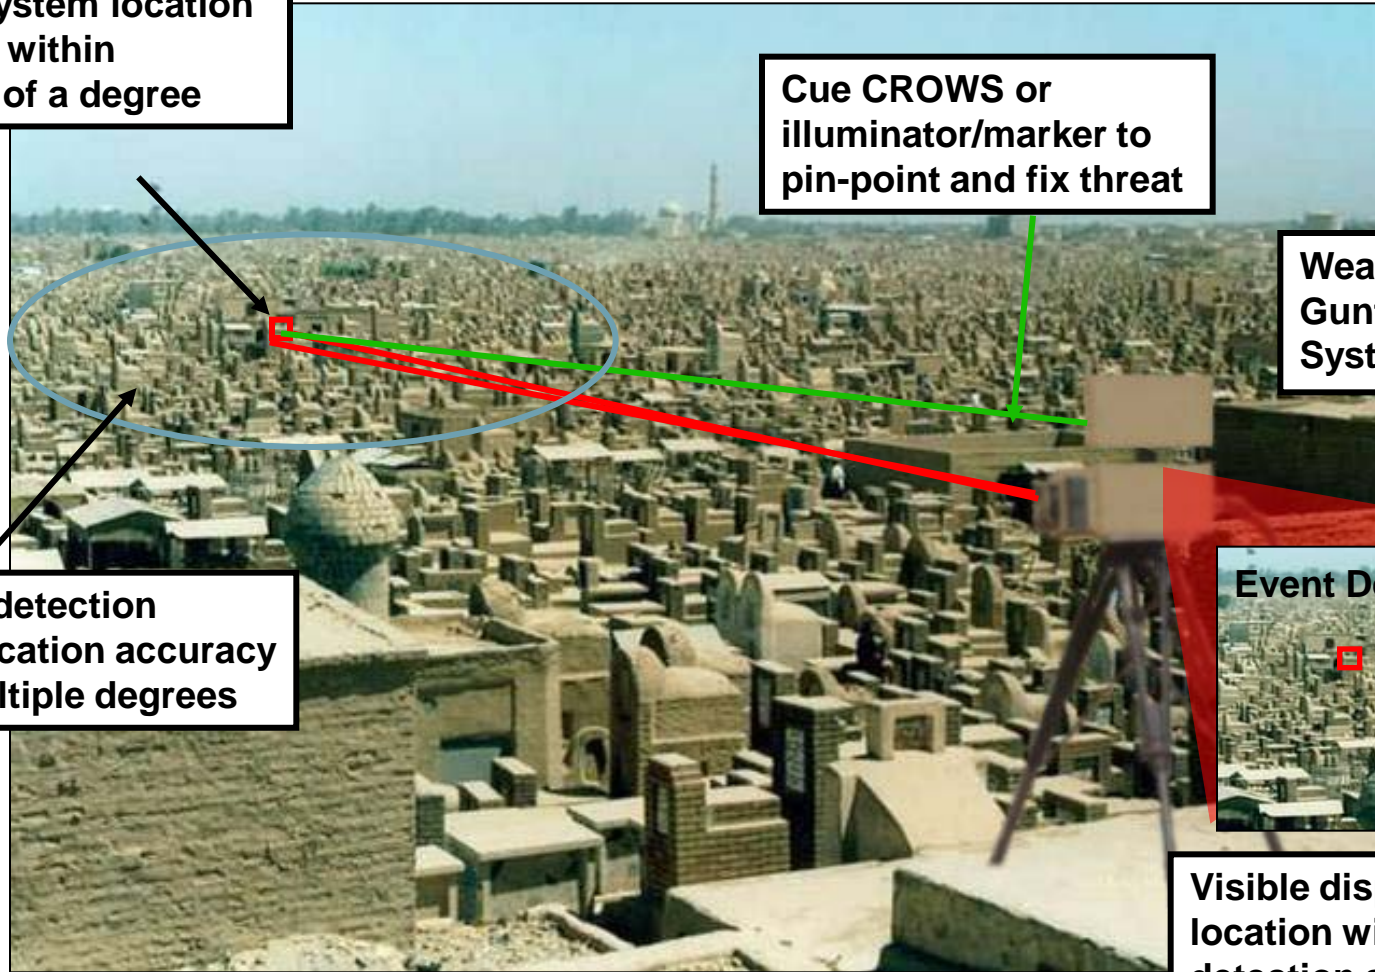 ystem location
within
of a degree
Cue CROWS or
illuminator/marker to
pin-point and fix threat
Wea
Gun
Syst
detection
cation accuracy
ltiple degrees
Event De
Visible dis
location wi
detection